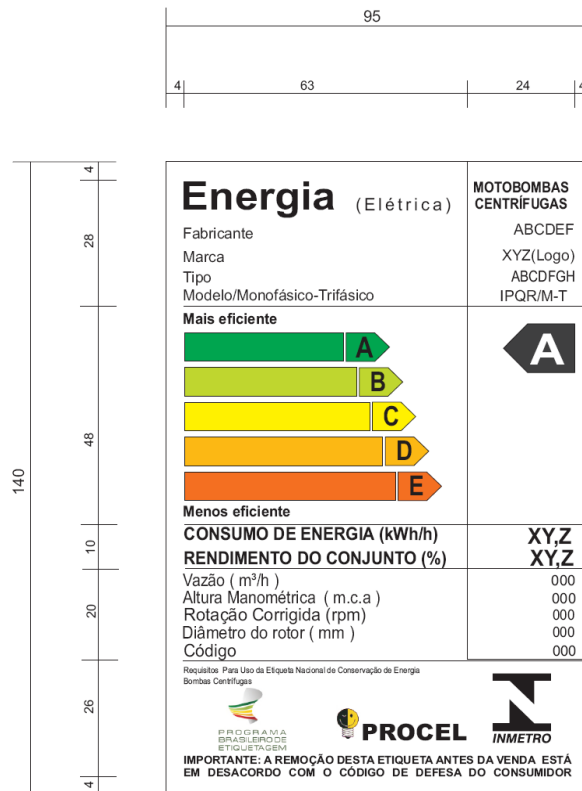 95
4 63 24 4
4
28
48
140
10
20
26
4
Energia (Elétrica)
MOTOBOMBAS
CENTRÍFUGAS
Fabricante ABCDEF
Marca XYZ(Logo)
Tipo ABCDFGH
Modelo/Monofásico-Trifásico IPQR/M-T
Mais eficiente
A A
B
C
D
E
Menos eficiente
CONSUMO DE ENERGIA (kWh/h) XY,Z
RENDIMENTO DO CONJUNTO (%) XY,Z
Vazão ( m³/h ) 000
Altura Manométrica ( m.c.a ) 000
Rotação Corrigida (rpm) 000
Diâmetro do rotor ( mm ) 000
Código 000
Requisitos Para Uso da Etiqueta Nacional de Conservação de Energia
Bombas Centrífugas
PROGRAMA
BRASILEIRO DE
ETIQUETAGEM
PROCEL
INMETRO
IMPORTANTE: A REMOÇÃO DESTA ETIQUETA ANTES DA VENDA ESTÁ
EM DESACORDO COM O CÓDIGO DE DEFESA DO CONSUMIDOR